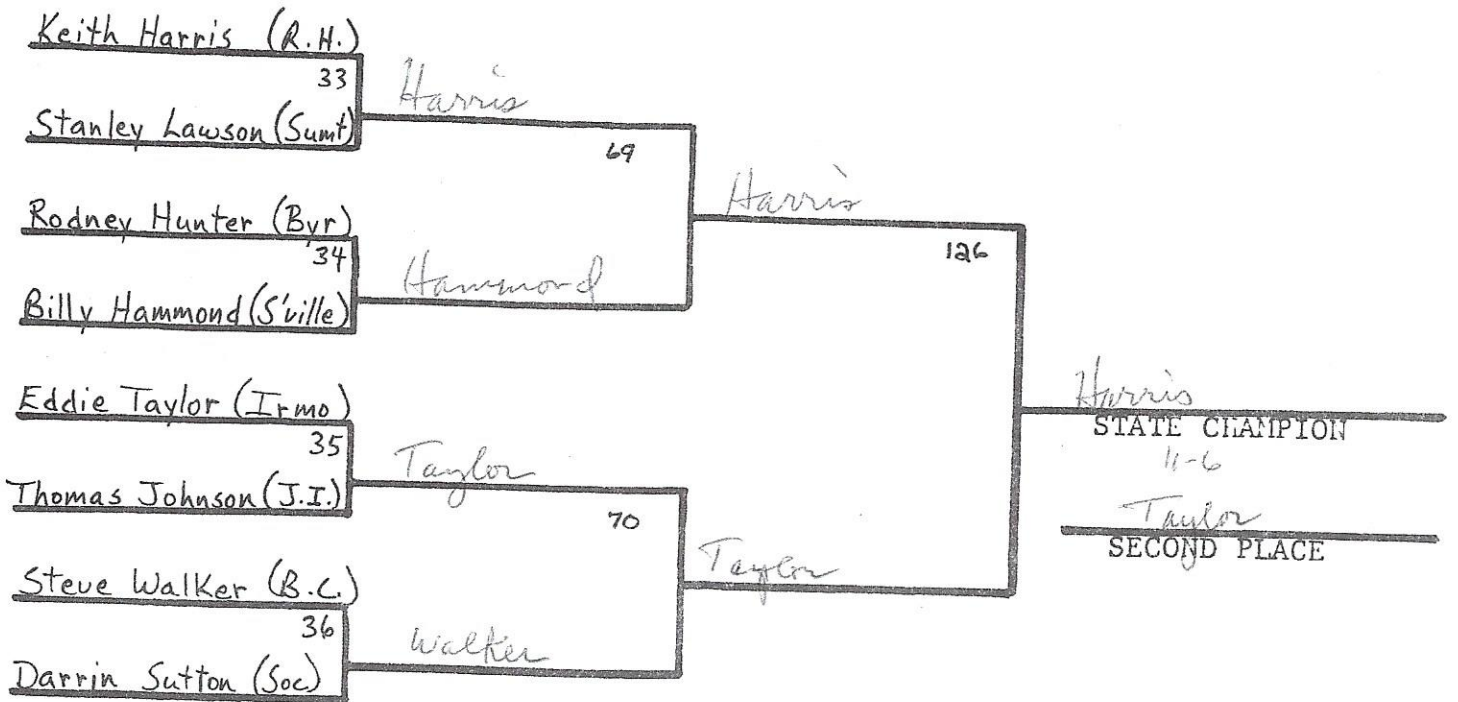 Keith Harris (R.H.)
33
Harris
Stanley Lawson (Sumt)
69
Harris
Rodney Hunter (Byr)
34
126
Hammond
Billy Hammond (S'ville)
Harris
STATE CHAMPION
11-6
Eddie Taylor (Irmo)
35
Taylor
Thomas Johnson (J.I.)
70
Taylor
SECOND PLACE
Taylor
Steve Walker (B.C.)
36
Walker
Darrin Sutton (Soc)